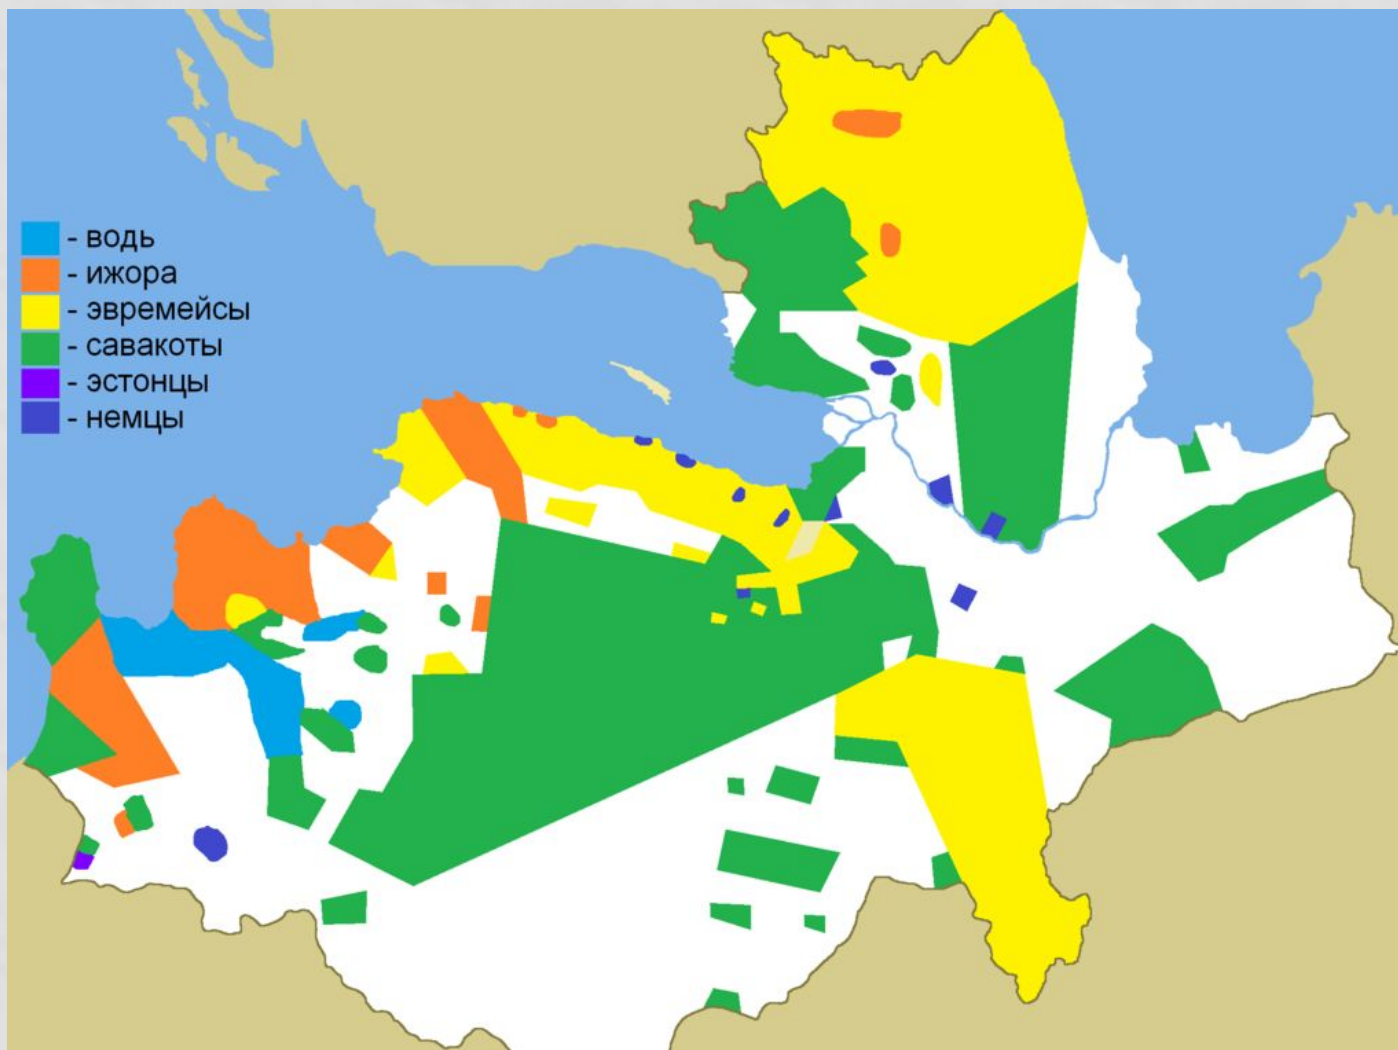 - водь
- ижора
- эвремейсы
- савакоты
- эстонцы
- немцы